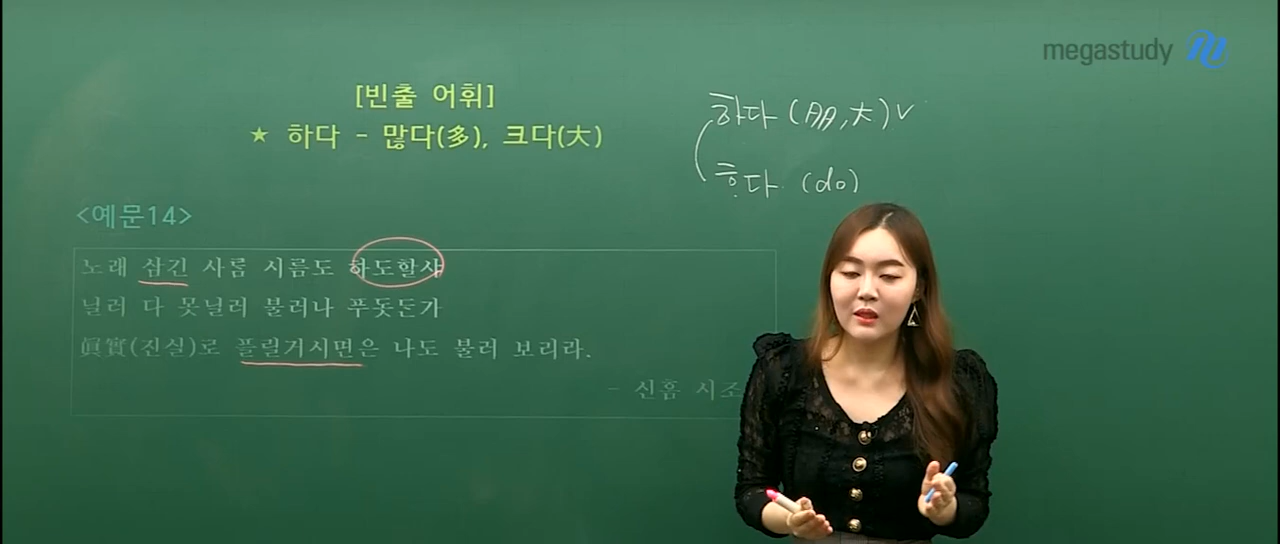 megastudy
[빈출 어휘]
★ 하다 - 많다(多), 크다(大)
하다 (많, 大) ✓
ᄒᆞ다 (do)
<예문14>
노래 삼긴 사룸 시름도 하도할샤
닐러 다 못닐러 불러나 푸돗든가
眞實(진실)로 플릴거시면은 나도 불러 보리라.
- 신흠 시조